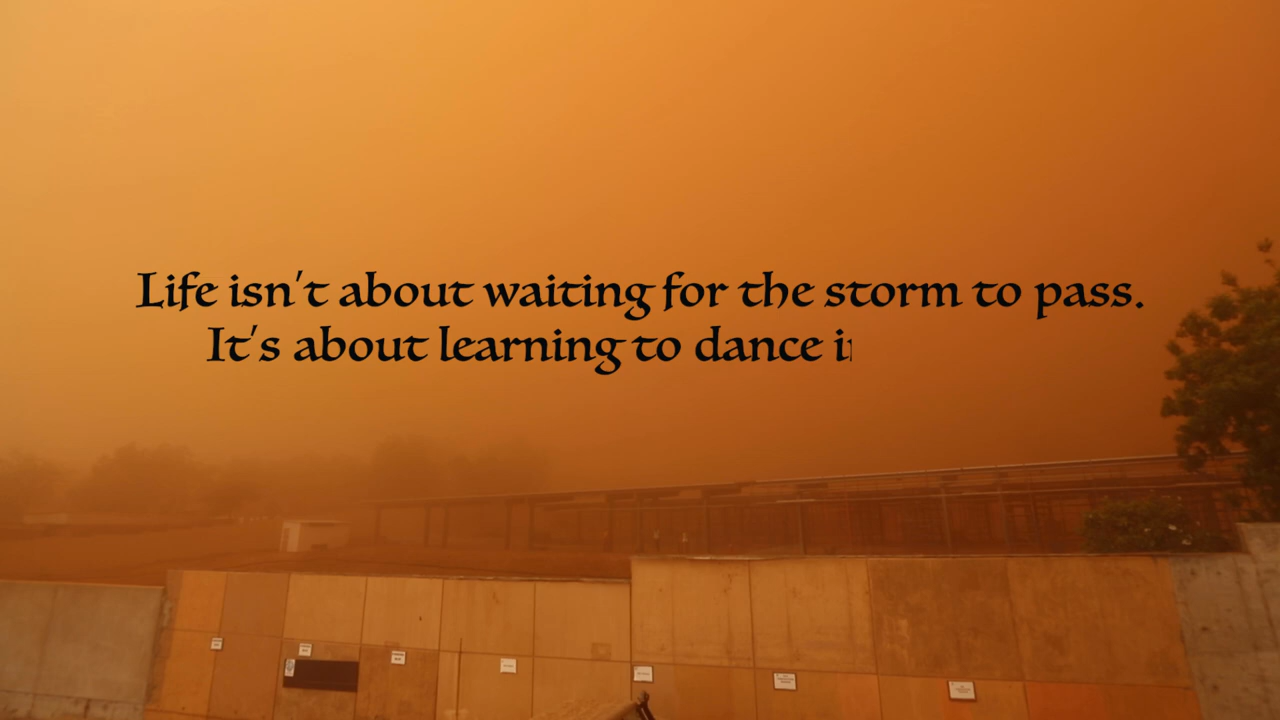 Life isn't about waiting for the storm to pass.
It's about learning to dance i